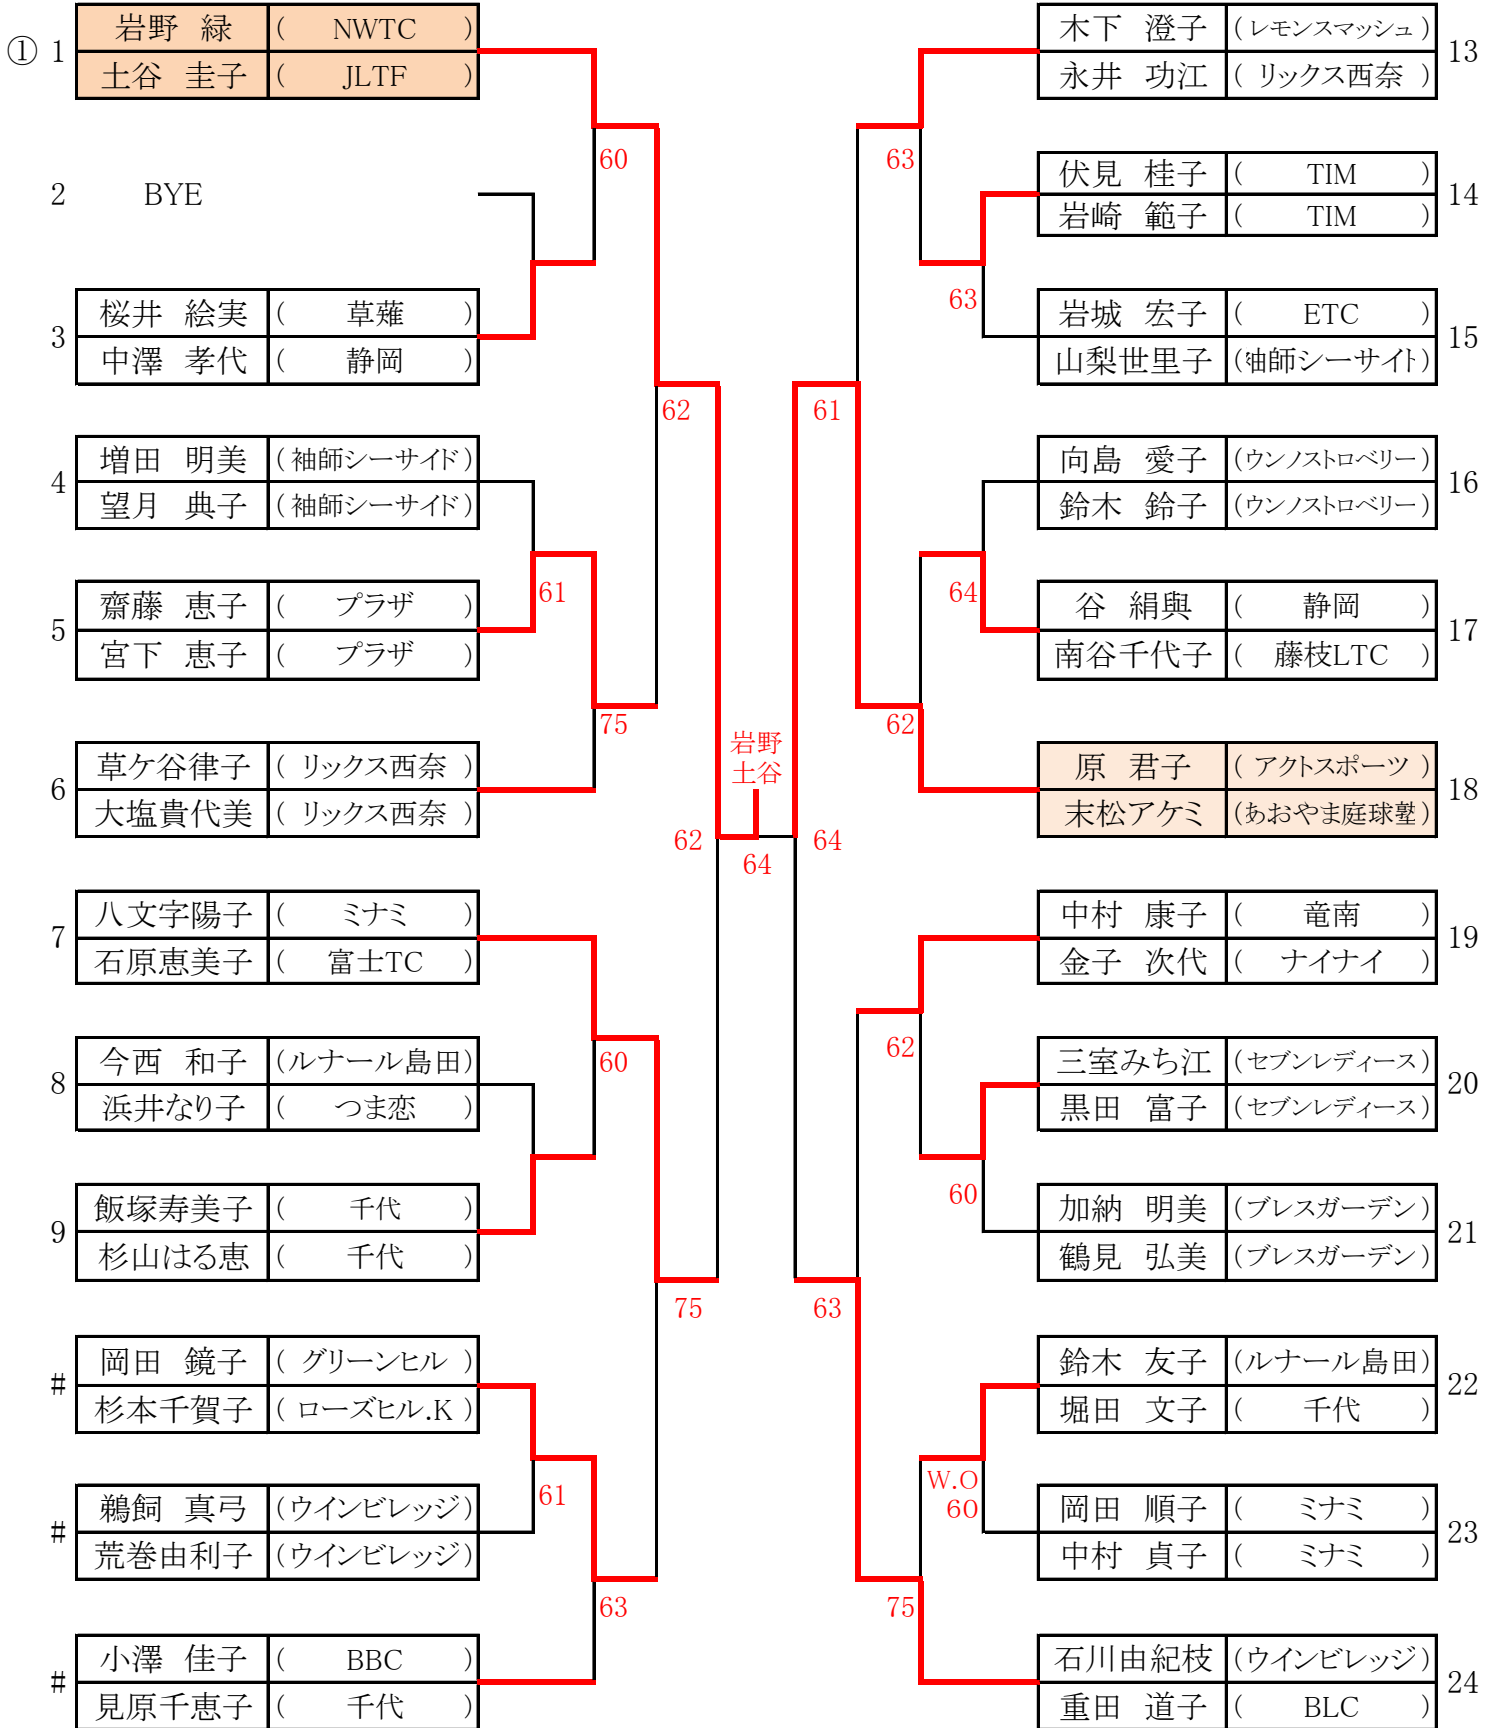 ① 1
岩野 緑 ( NWTC )
土谷 圭子 ( JLTF )
2 BYE
3
桜井 絵実 ( 草薙 )
中澤 孝代 ( 静岡 )
4
増田 明美 (袖師シーサイド)
望月 典子 (袖師シーサイド)
5
齋藤 恵子 ( プラザ )
宮下 恵子 ( プラザ )
6
草ケ谷律子 ( リックス西奈 )
大塩貴代美 ( リックス西奈 )
7
八文字陽子 ( ミナミ )
石原恵美子 ( 富士TC )
8
今西 和子 (ルナール島田)
浜井なり子 ( つま恋 )
9
飯塚寿美子 ( 千代 )
杉山はる恵 ( 千代 )
#
岡田 鏡子 ( グリーンヒル )
杉本千賀子 ( ローズヒル.K )
#
鵜飼 真弓 (ウインビレッジ)
荒巻由利子 (ウインビレッジ)
#
小澤 佳子 ( BBC )
見原千恵子 ( 千代 )
60
62
61
75
62
60
75
61
63
岩野
土谷
64
63
63
61
64
62
64
62
60
63
W.O
60
75
木下 澄子 (レモンスマッシュ)
永井 功江 ( リックス西奈 )
13
伏見 桂子 ( TIM )
岩崎 範子 ( TIM )
14
岩城 宏子 ( ETC )
山梨世里子 (袖師シーサイト)
15
向島 愛子 (ウンノストロベリー)
鈴木 鈴子 (ウンノストロベリー)
16
谷 絹與 ( 静岡 )
南谷千代子 ( 藤枝LTC )
17
原 君子 ( アクトスポーツ )
末松アケミ (あおやま庭球塾)
18
中村 康子 ( 竜南 )
金子 次代 ( ナイナイ )
19
三室みち江 (セブンレディース)
黒田 富子 (セブンレディース)
20
加納 明美 (ブレスガーデン)
鶴見 弘美 (ブレスガーデン)
21
鈴木 友子 (ルナール島田)
堀田 文子 ( 千代 )
22
岡田 順子 ( ミナミ )
中村 貞子 ( ミナミ )
23
石川由紀枝 (ウインビレッジ)
重田 道子 ( BLC )
24